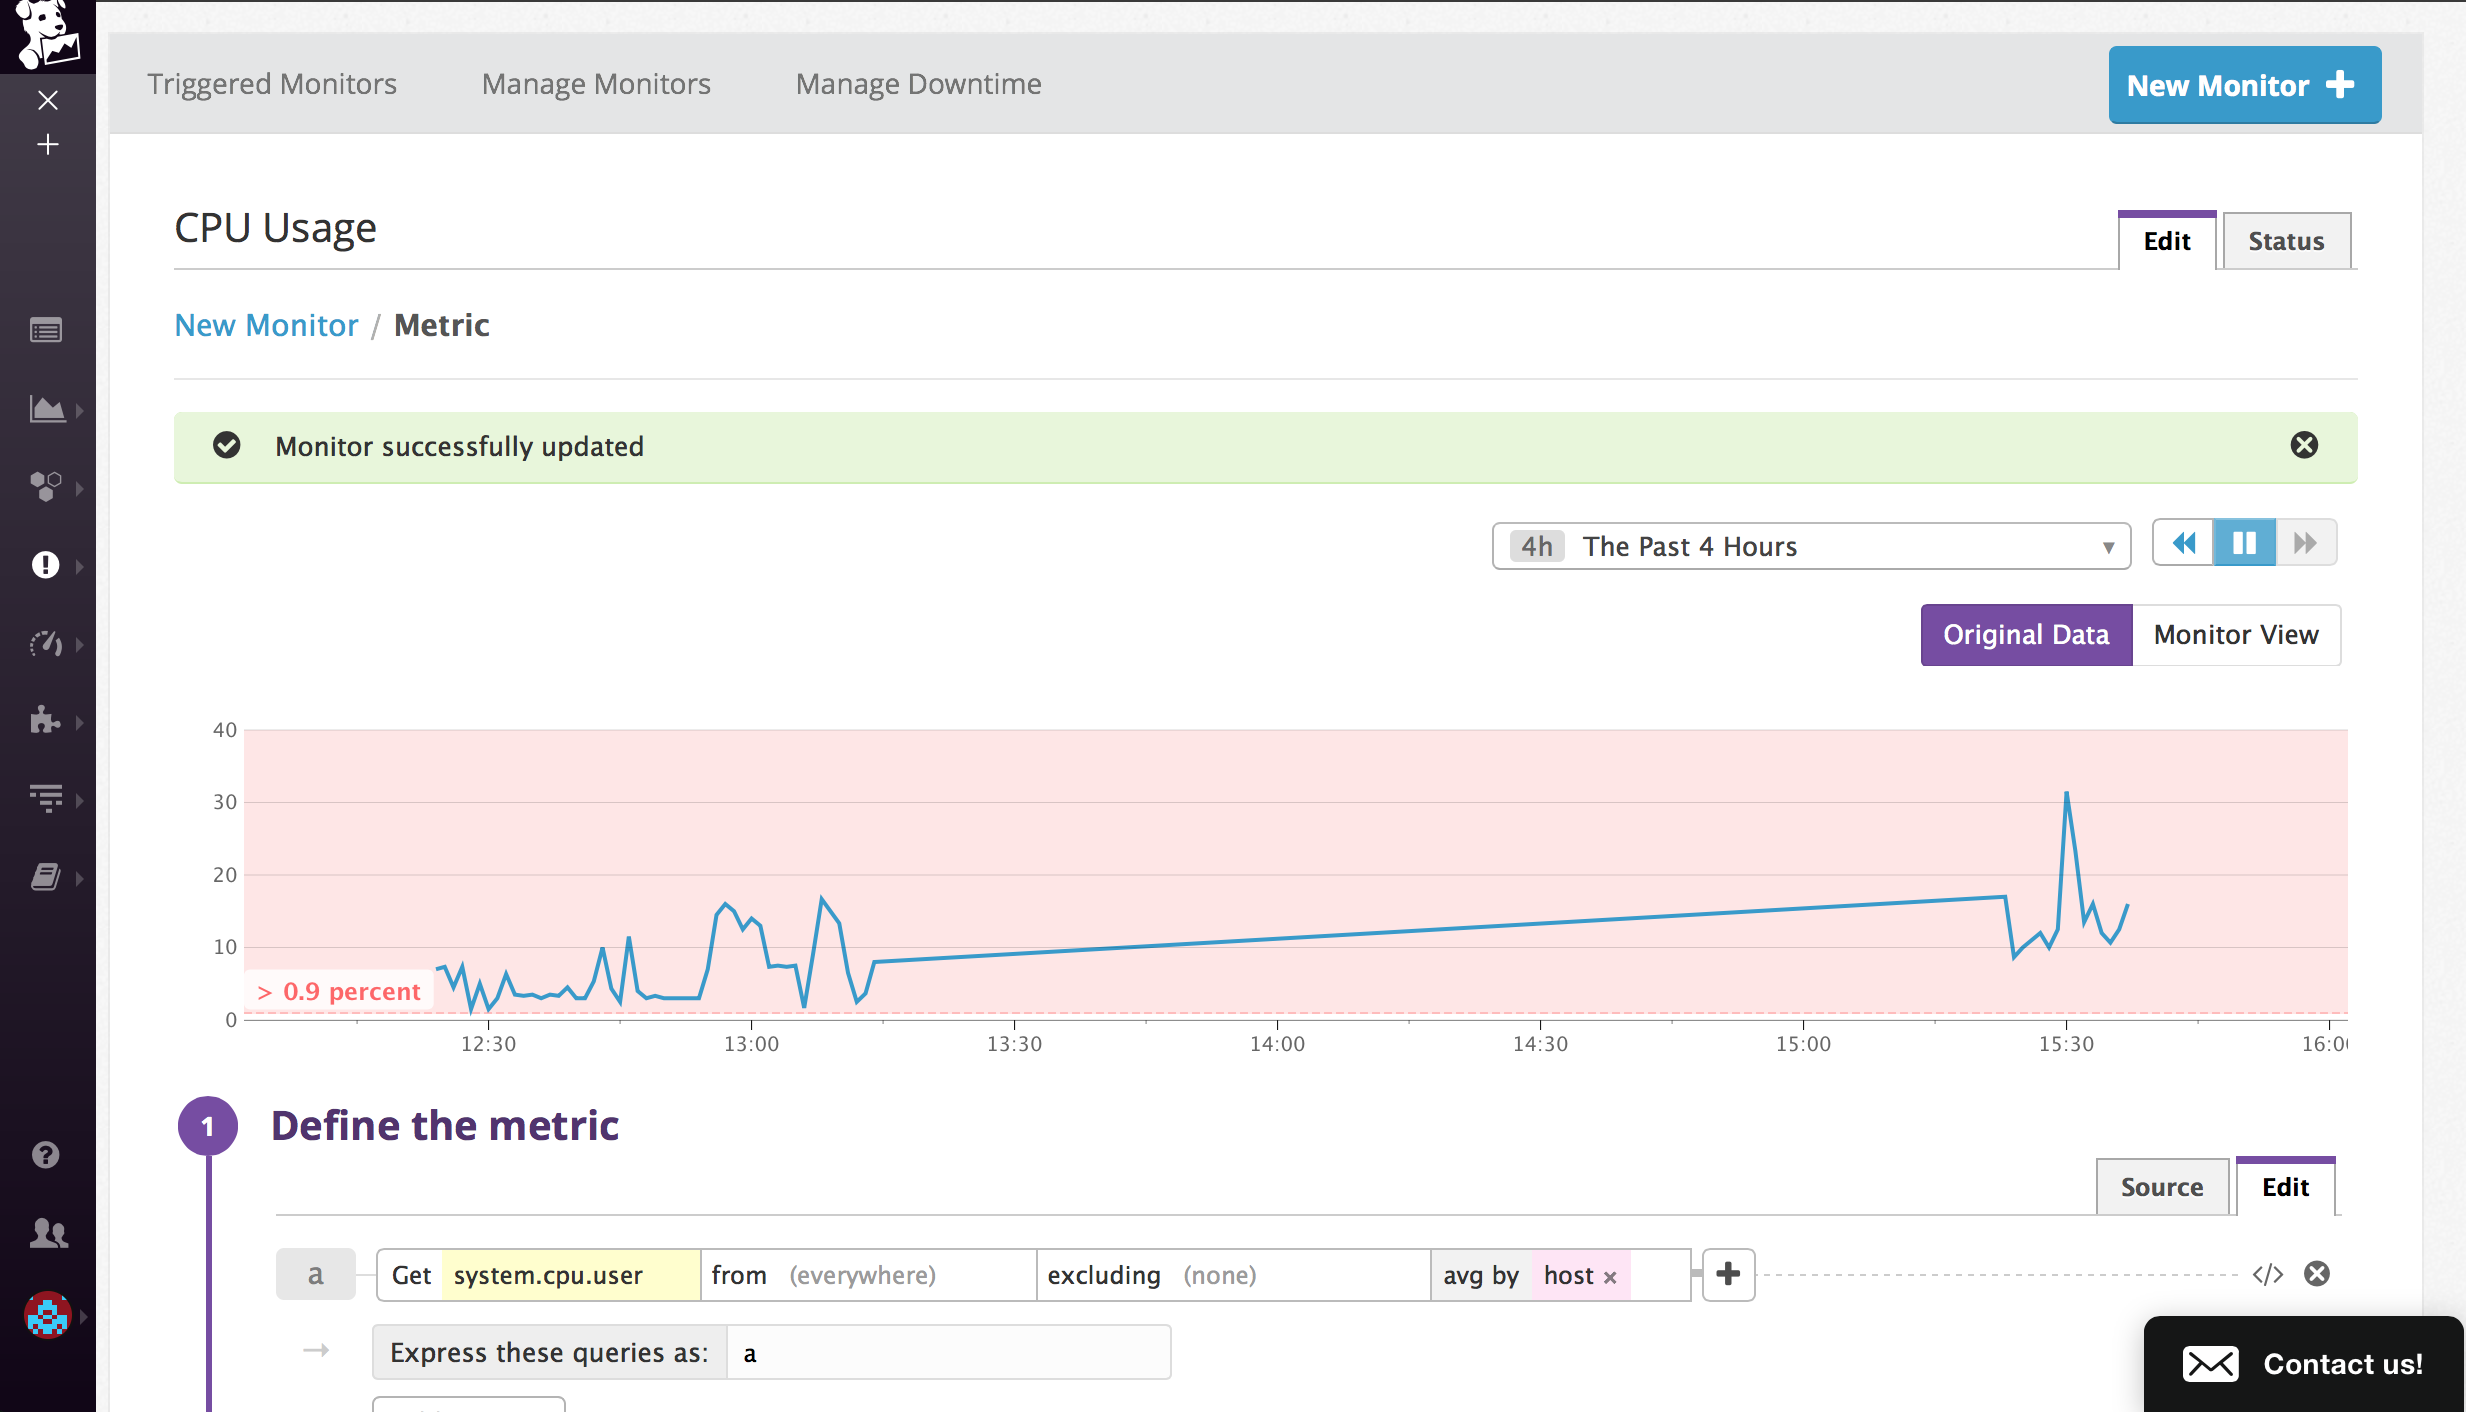 Triggered Monitors Manage Monitors Manage Downtime New Monitor
CPU Usage Edit Status
New Monitor / Metric
Monitor successfully updated
4h The Past 4 Hours
Original Data Monitor View
40
30
20
10
> 0.9 percent
0
12:30 13:00 13:30 14:00 14:30 15:00 15:30 16:0
1 Define the metric
Source Edit
a Get system.cpu.user from (everywhere) excluding (none) avg by host × </>
→ Express these queries as: a
Contact us!